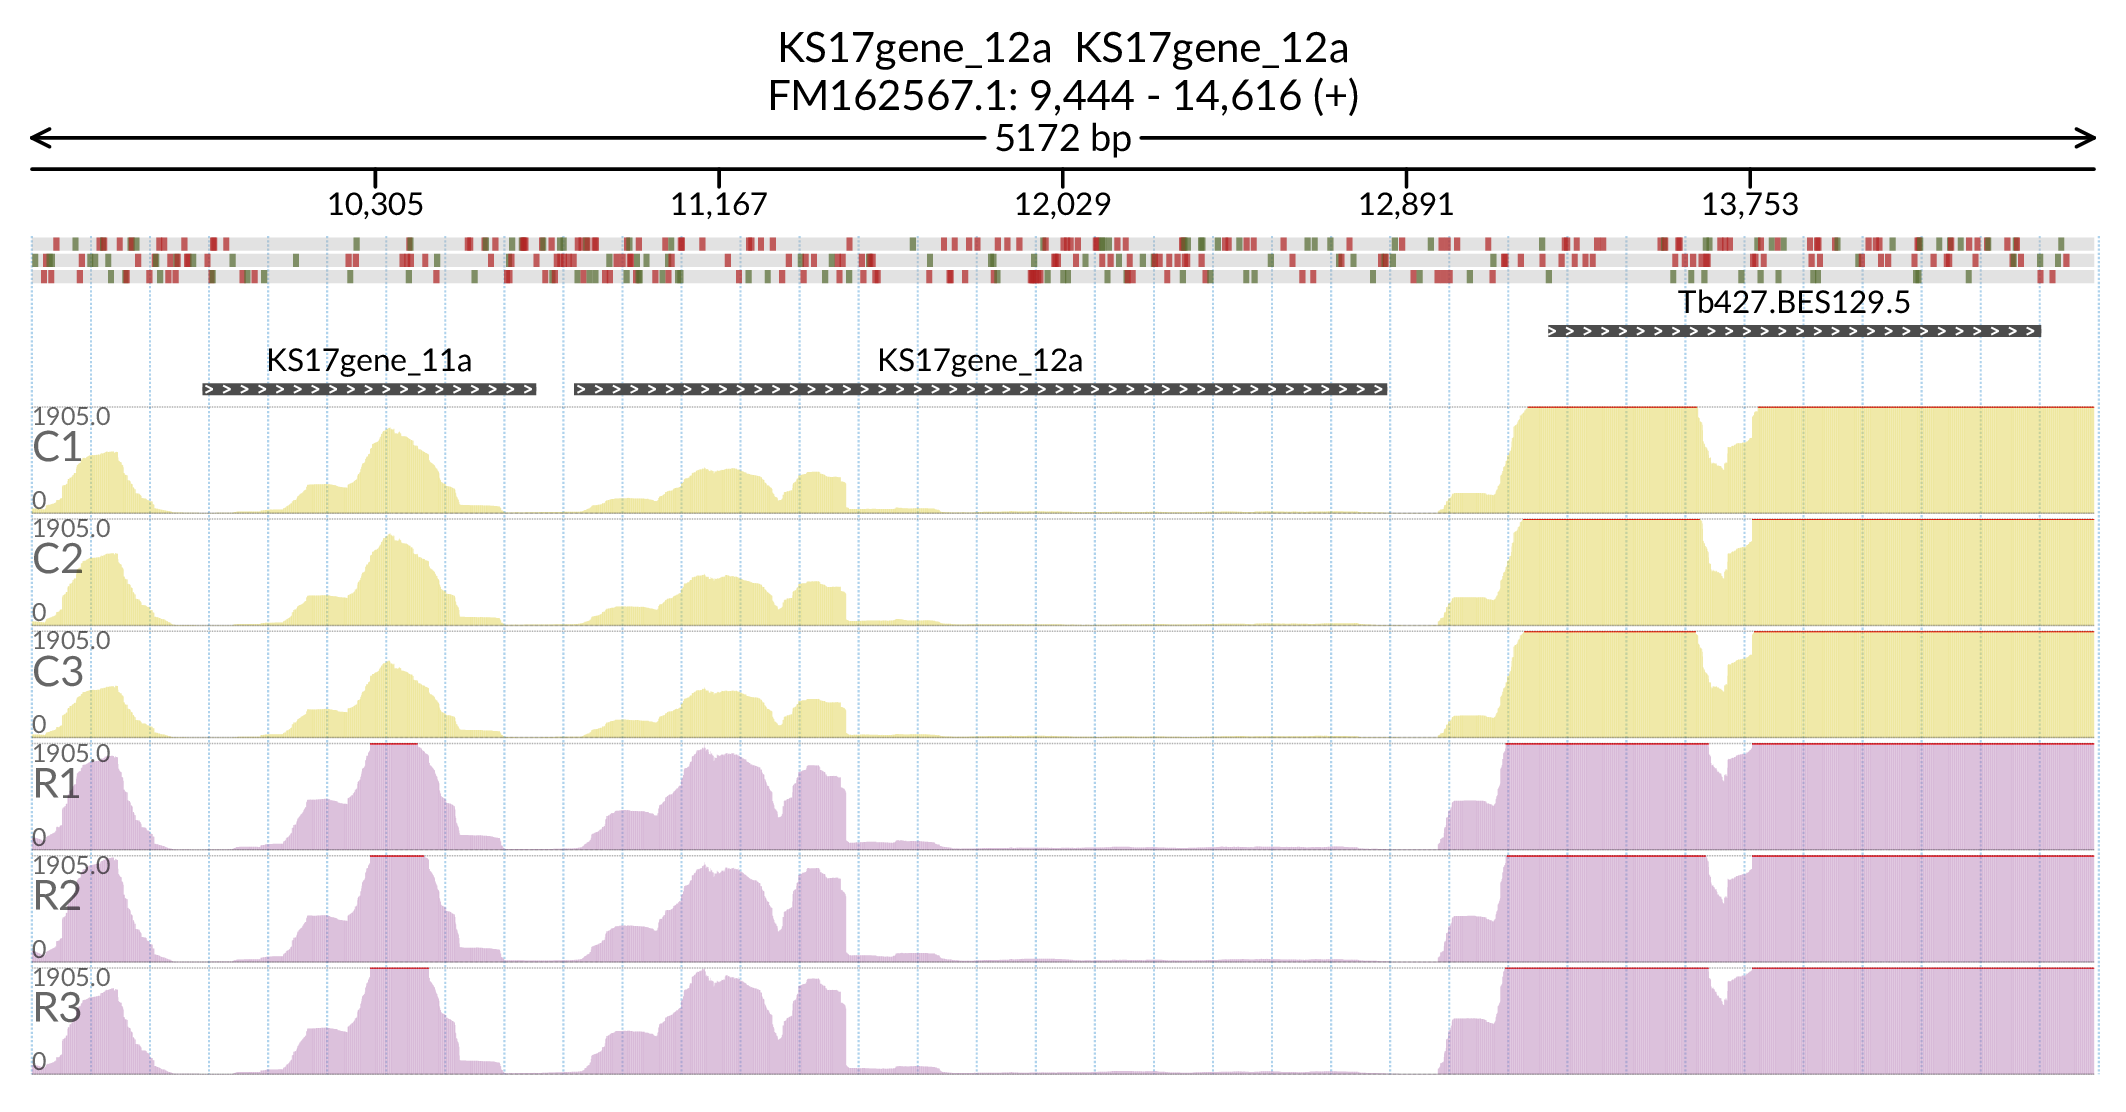 KS17gene_12a  KS17gene_12a
FM162567.1: 9,444 - 14,616 (+)
5172 bp
10,305 11,167 12,029 12,891 13,753
Tb427.BES129.5
KS17gene_11a KS17gene_12a
1905.0
C1
0
1905.0
C2
0
1905.0
C3
0
1905.0
R1
0
1905.0
R2
0
1905.0
R3
0